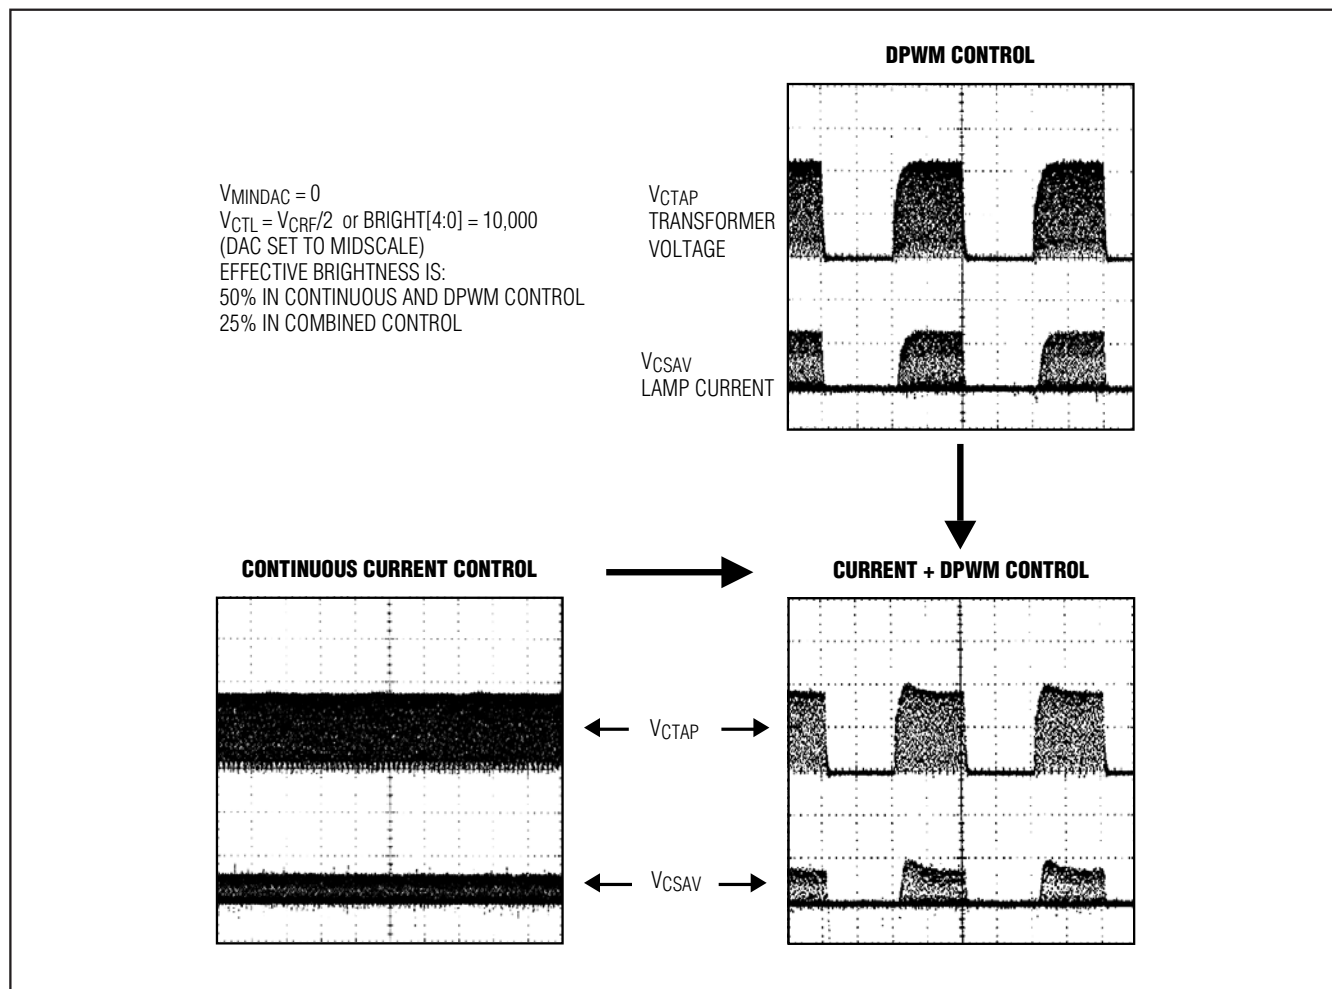 DPWM CONTROL
VMINDAC = 0
VCTL = VCRF/2 or BRIGHT[4:0] = 10,000
(DAC SET TO MIDSCALE)
EFFECTIVE BRIGHTNESS IS:
50% IN CONTINUOUS AND DPWM CONTROL
25% IN COMBINED CONTROL
VCTAP
TRANSFORMER
VOLTAGE
VCSAV
LAMP CURRENT
CONTINUOUS CURRENT CONTROL
CURRENT + DPWM CONTROL
VCTAP
VCSAV